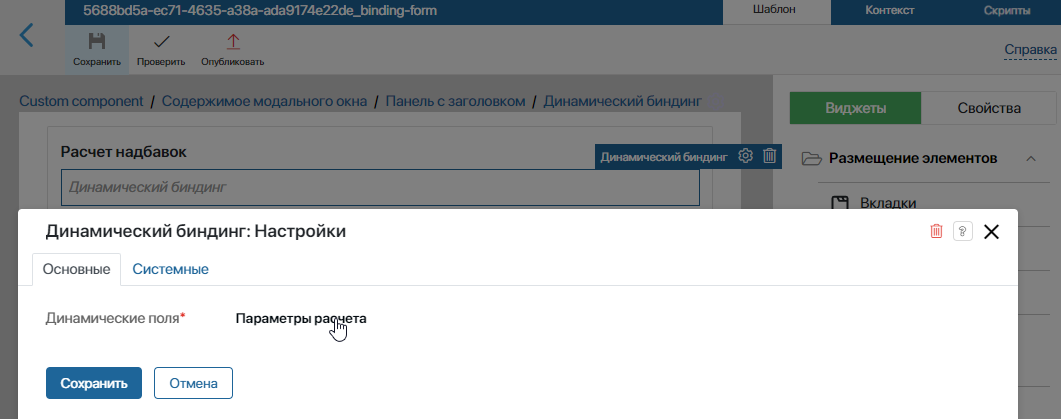 5688bd5a-ec71-4635-a38a-ada9174e22de_binding-form
Шаблон
Контекст
Скрипты
Сохранить
Проверить
Опубликовать
Справка
Custom component / Содержимое модального окна / Панель с заголовком / Динамический биндинг
Виджеты
Свойства
Расчет надбавок
Динамический биндинг
Размещение элементов
Динамический биндинг
Вкладки
Динамический биндинг: Настройки
?
Основные
Системные
Динамические поля*
Параметры расчета
Сохранить
Отмена